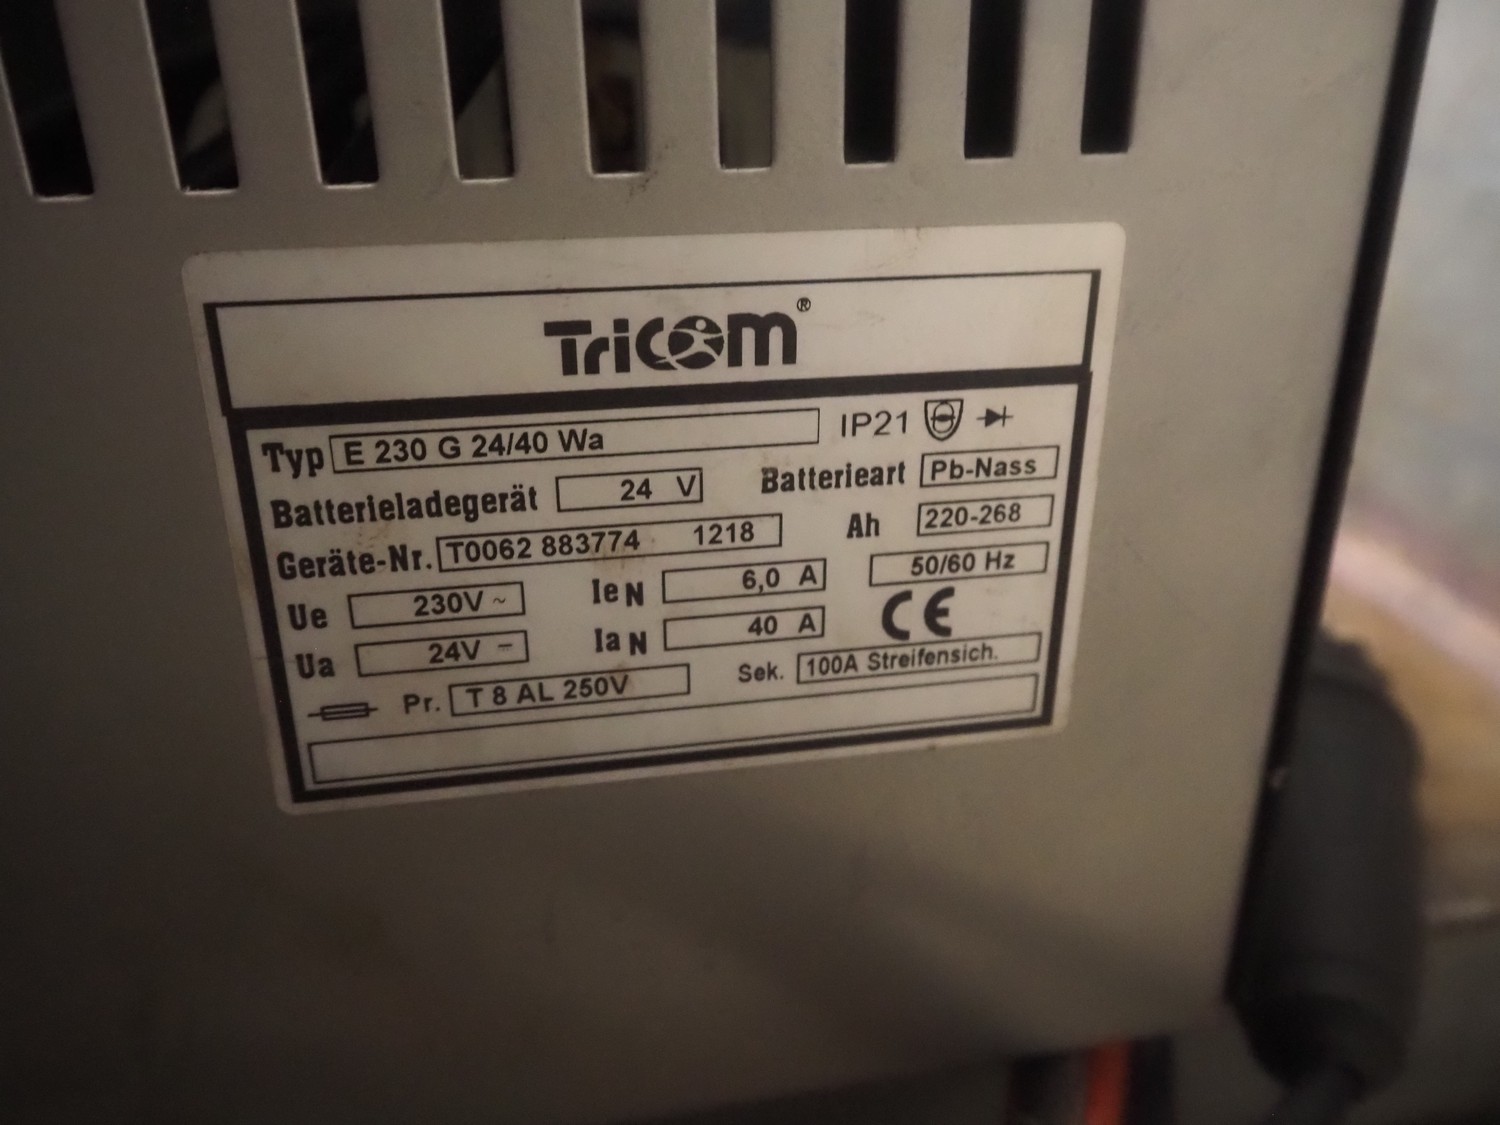 Tricom®
Typ E 230 G 24/40 Wa IP21
Batterieladegerät 24 V Batterieart Pb-Nass
Geräte-Nr. T0062 883774 1218 Ah 220-268
Ue 230V ~ Ie N 6,0 A 50/60 Hz
Ua 24V ⎓ Ia N 40 A CE
Pr. T 8 AL 250V Sek. 100A Streifensich.